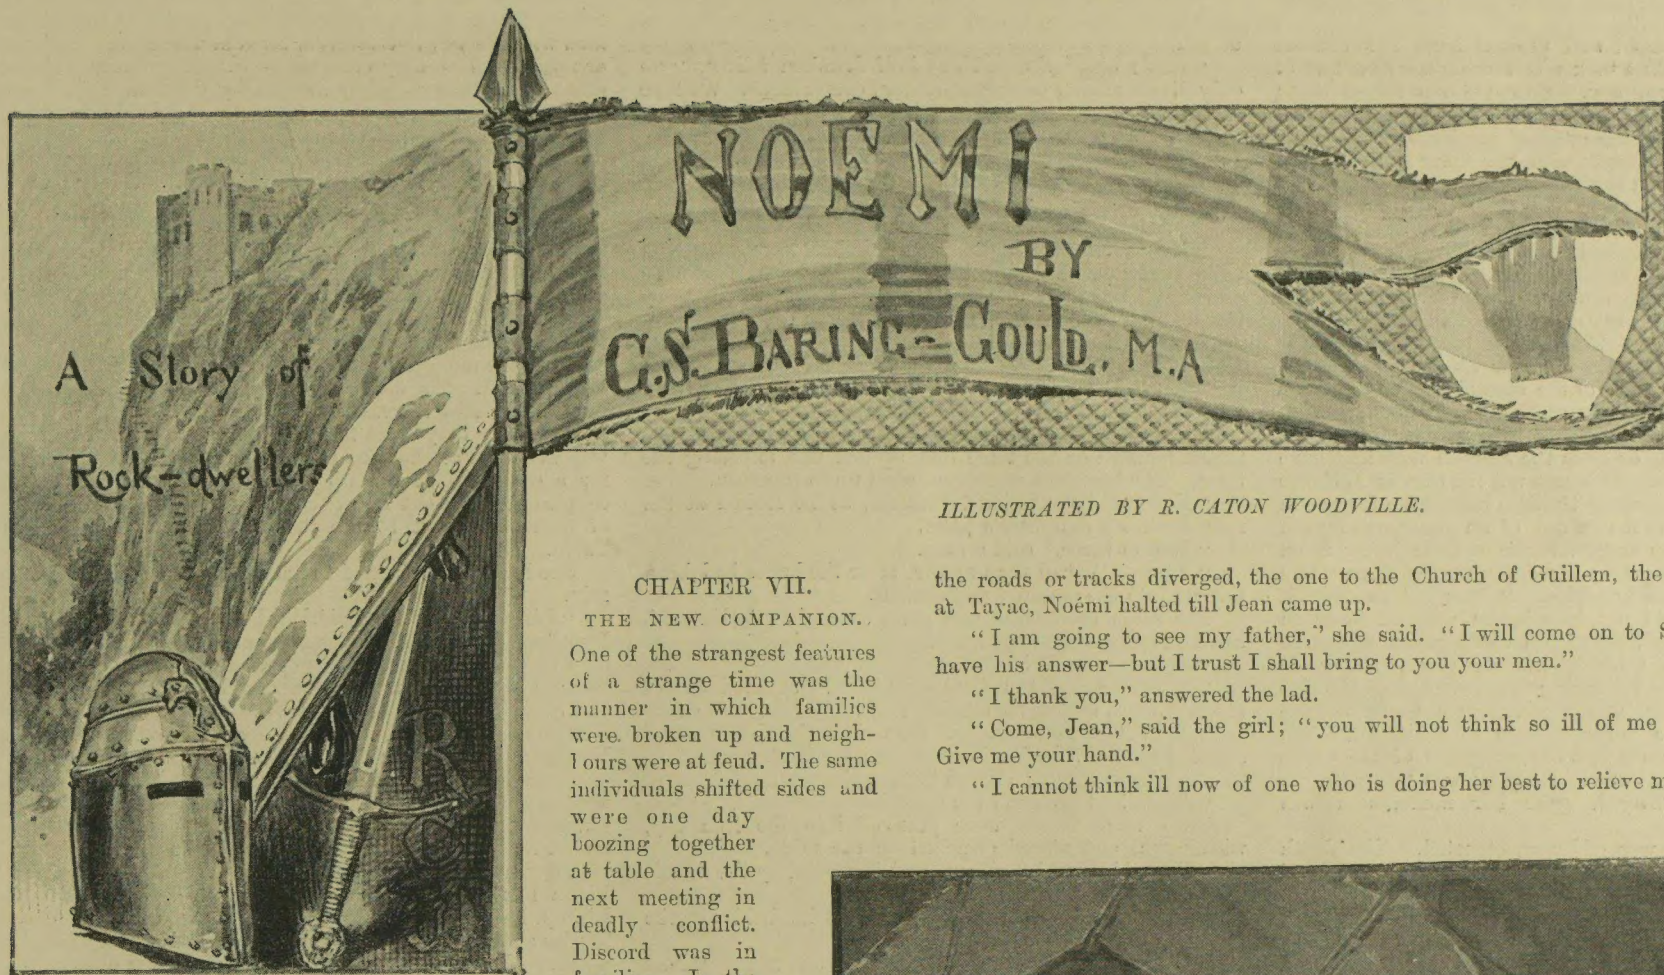 NOÉMI
BY
G.S. BARING-GOULD, M.A
A Story of
Rock-dwellers
ILLUSTRATED BY R. CATON WOODVILLE.
CHAPTER VII.
THE NEW COMPANION.
One of the strangest features
of a strange time was the
manner in which families
were broken up and neigh-
ours were at feud. The same
individuals shifted sides and
were one day
boozing together
at table and the
next meeting in
deadly conflict.
Discord was in
the roads or tracks diverged, the one to the Church of Guillem, the
at Tayac, Noémi halted till Jean came up.
“I am going to see my father,” she said. “I will come on to
have his answer—but I trust I shall bring to you your men.”
“I thank you,” answered the lad.
“Come, Jean,” said the girl; “you will not think so ill of me
Give me your hand.”
“I cannot think ill now of one who is doing her best to relieve